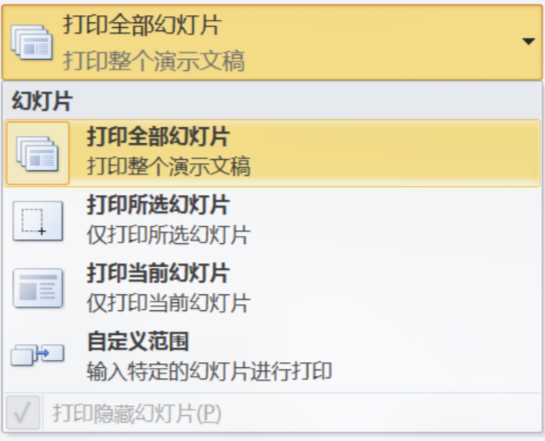 打印全部幻灯片
打印整个演示文稿
幻灯片
打印全部幻灯片
打印整个演示文稿
打印所选幻灯片
仅打印所选幻灯片
打印当前幻灯片
仅打印当前幻灯片
自定义范围
输入特定的幻灯片进行打印
打印隐藏幻灯片(P)